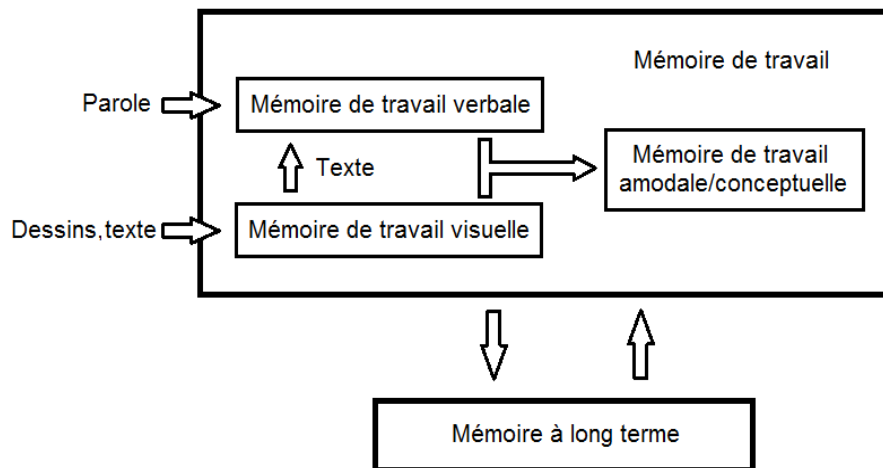 Mémoire de travail
Parole
Mémoire de travail verbale
Texte
Mémoire de travail
amodale/conceptuelle
Dessins,texte
Mémoire de travail visuelle
Mémoire à long terme